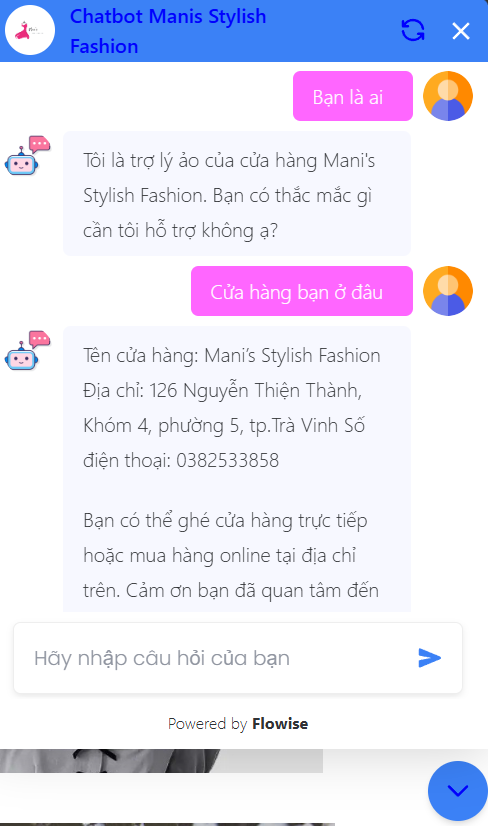 Chatbot Manis Stylish
Fashion
Bạn là ai
Tôi là trợ lý ảo của cửa hàng Mani's
Stylish Fashion. Bạn có thắc mắc gì
cần tôi hỗ trợ không ạ?
Cửa hàng bạn ở đâu
Tên cửa hàng: Mani’s Stylish Fashion
Địa chỉ: 126 Nguyễn Thiện Thành,
Khóm 4, phường 5, tp.Trà Vinh Số
điện thoại: 0382533858
Bạn có thể ghé cửa hàng trực tiếp
hoặc mua hàng online tại địa chỉ
trên. Cảm ơn bạn đã quan tâm đến
Hãy nhập câu hỏi của bạn
Powered by Flowise